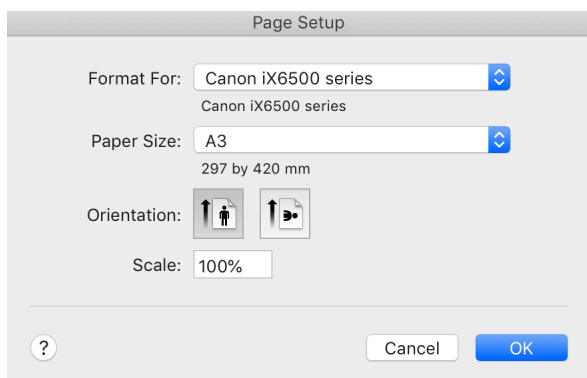 Page Setup
Format For: Canon iX6500 series
Canon iX6500 series
Paper Size: A3
297 by 420 mm
Orientation:
Scale: 100%
? Cancel OK